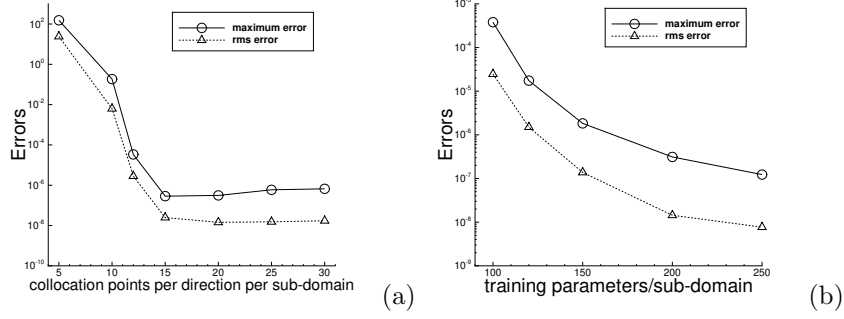 10^2
10^0
10^-2
10^-4
10^-6
10^-8
10^-10
Errors
maximum error
rms error
5 10 15 20 25 30
collocation points per direction per sub-domain
(a)
10^-3
10^-4
10^-5
10^-6
10^-7
10^-8
10^-9
Errors
maximum error
rms error
100 150 200 250
training parameters/sub-domain
(b)